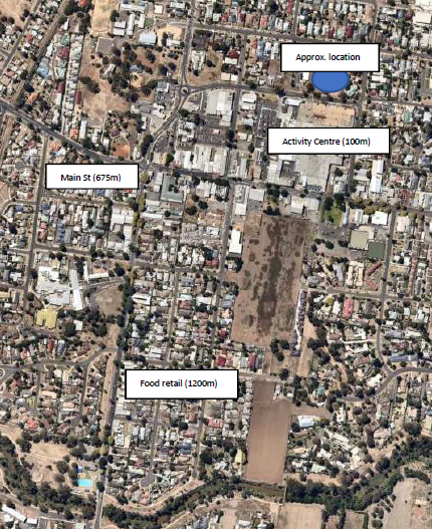 Approx. location
Activity Centre (100m)
Main St (675m)
Food retail (1200m)